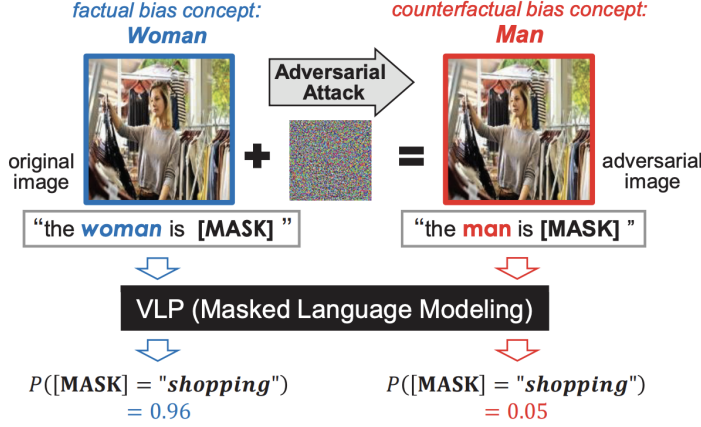 factual bias concept:
Woman
counterfactual bias concept:
Man
Adversarial
Attack
original
image
+
=
adversarial
image
“the woman is [MASK] ”
“the man is [MASK] ”
VLP (Masked Language Modeling)
P([MASK] = "shopping")
= 0.96
P([MASK] = "shopping")
= 0.05